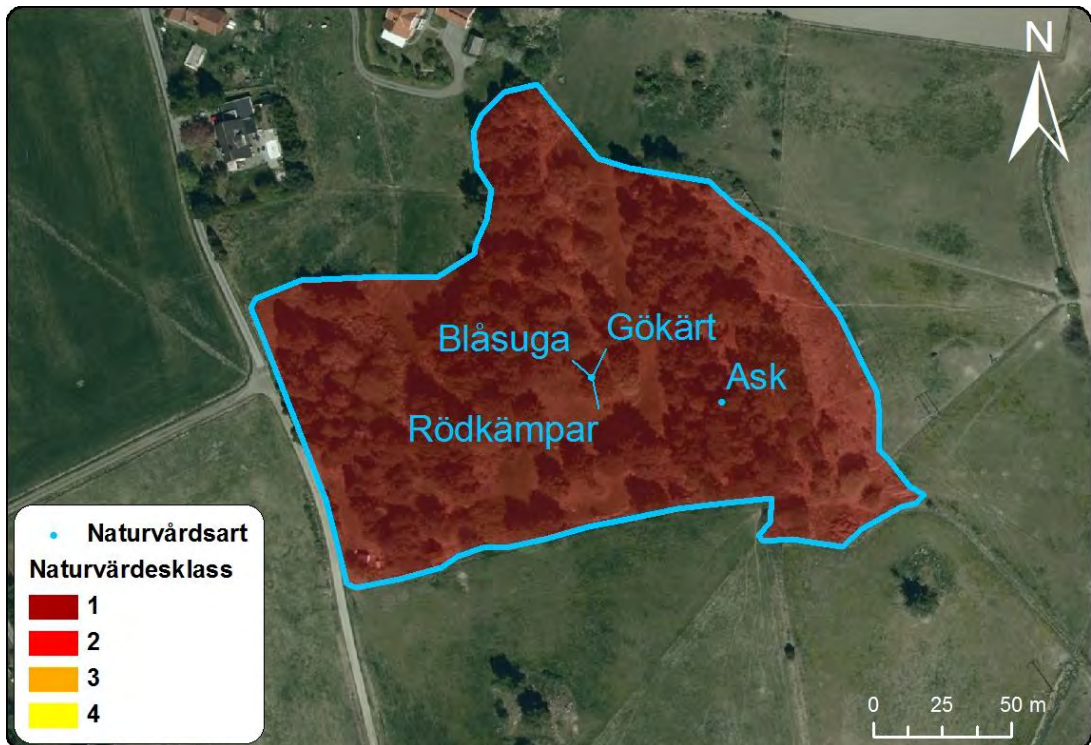 N
Blåsuga
Gökärt
Ask
Rödkämpar
Naturvårdsart
Naturvärdesklass
1
2
3
4
0 25 50 m